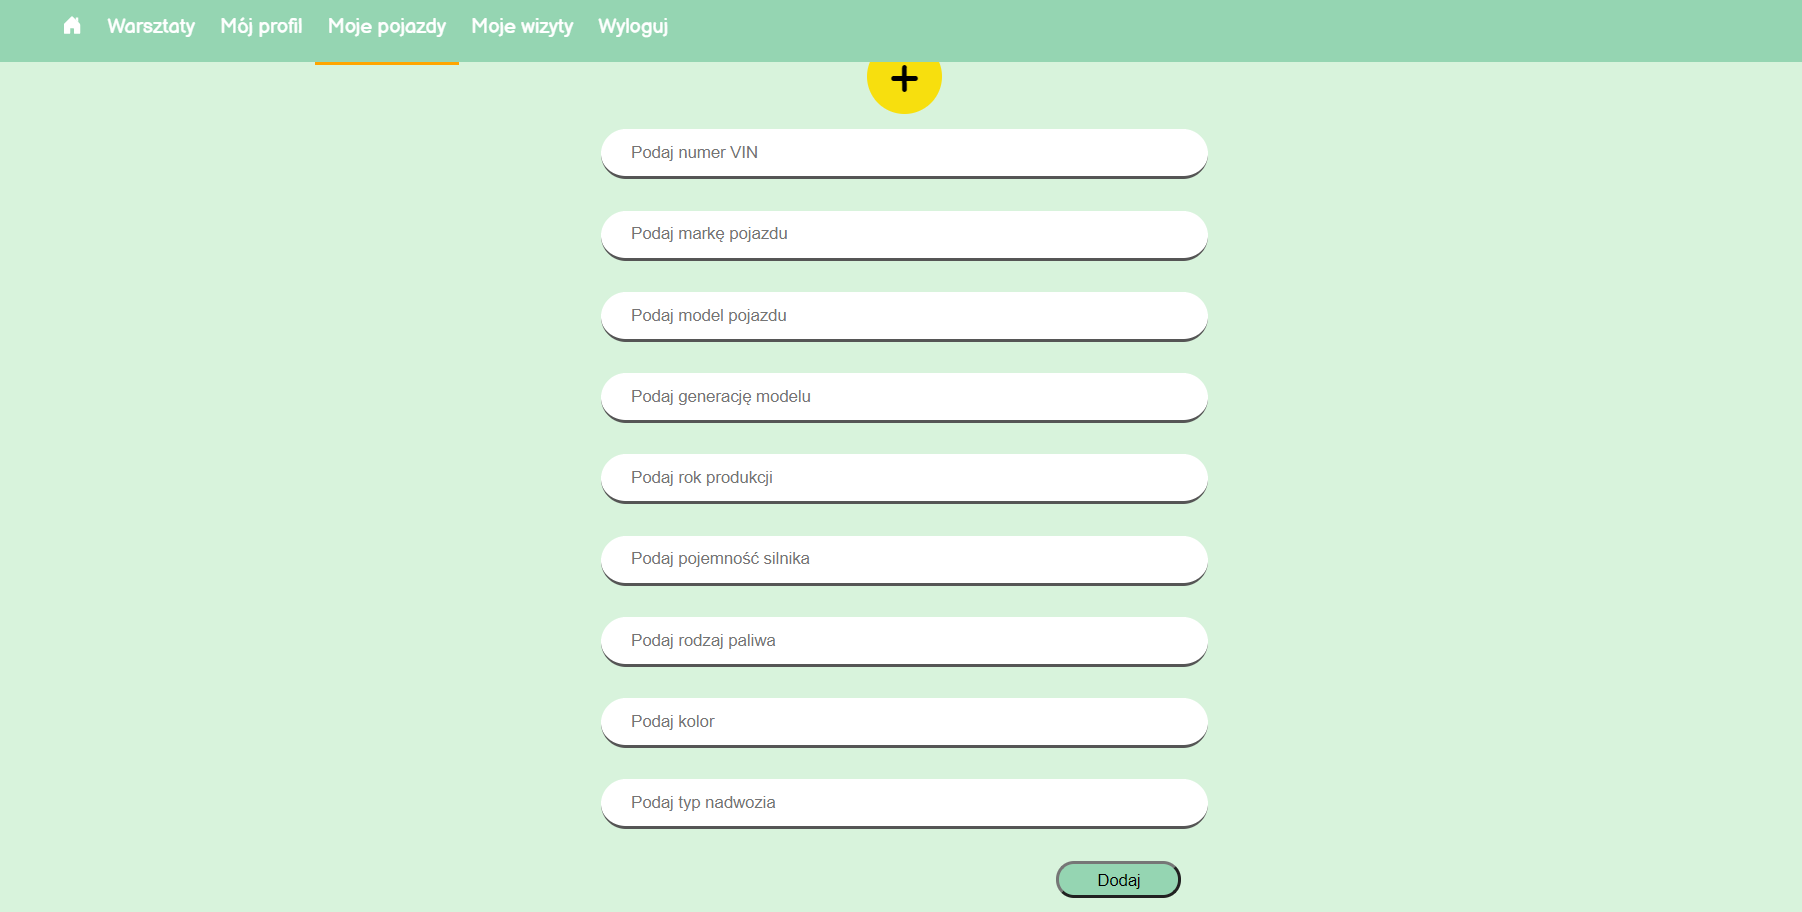 Warsztaty Mój profil Moje pojazdy Moje wizyty Wyloguj
Podaj numer VIN
Podaj markę pojazdu
Podaj model pojazdu
Podaj generację modelu
Podaj rok produkcji
Podaj pojemność silnika
Podaj rodzaj paliwa
Podaj kolor
Podaj typ nadwozia
Dodaj